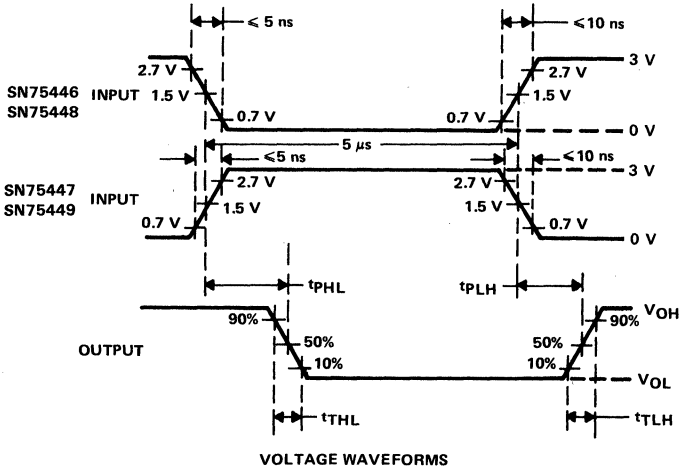 ⩽ 5 ns
⩽10 ns
3 V
2.7 V
2.7 V
SN75446
SN75448
INPUT
1.5 V
1.5 V
0.7 V
0.7 V
0 V
5 μs
⩽5 ns
⩽10 ns
3 V
2.7 V
2.7 V
SN75447
SN75449
INPUT
1.5 V
1.5 V
0.7 V
0.7 V
0 V
tPHL
tPLH
VOH
90%
90%
OUTPUT
50%
50%
10%
10%
VOL
tTHL
tTLH
VOLTAGE WAVEFORMS